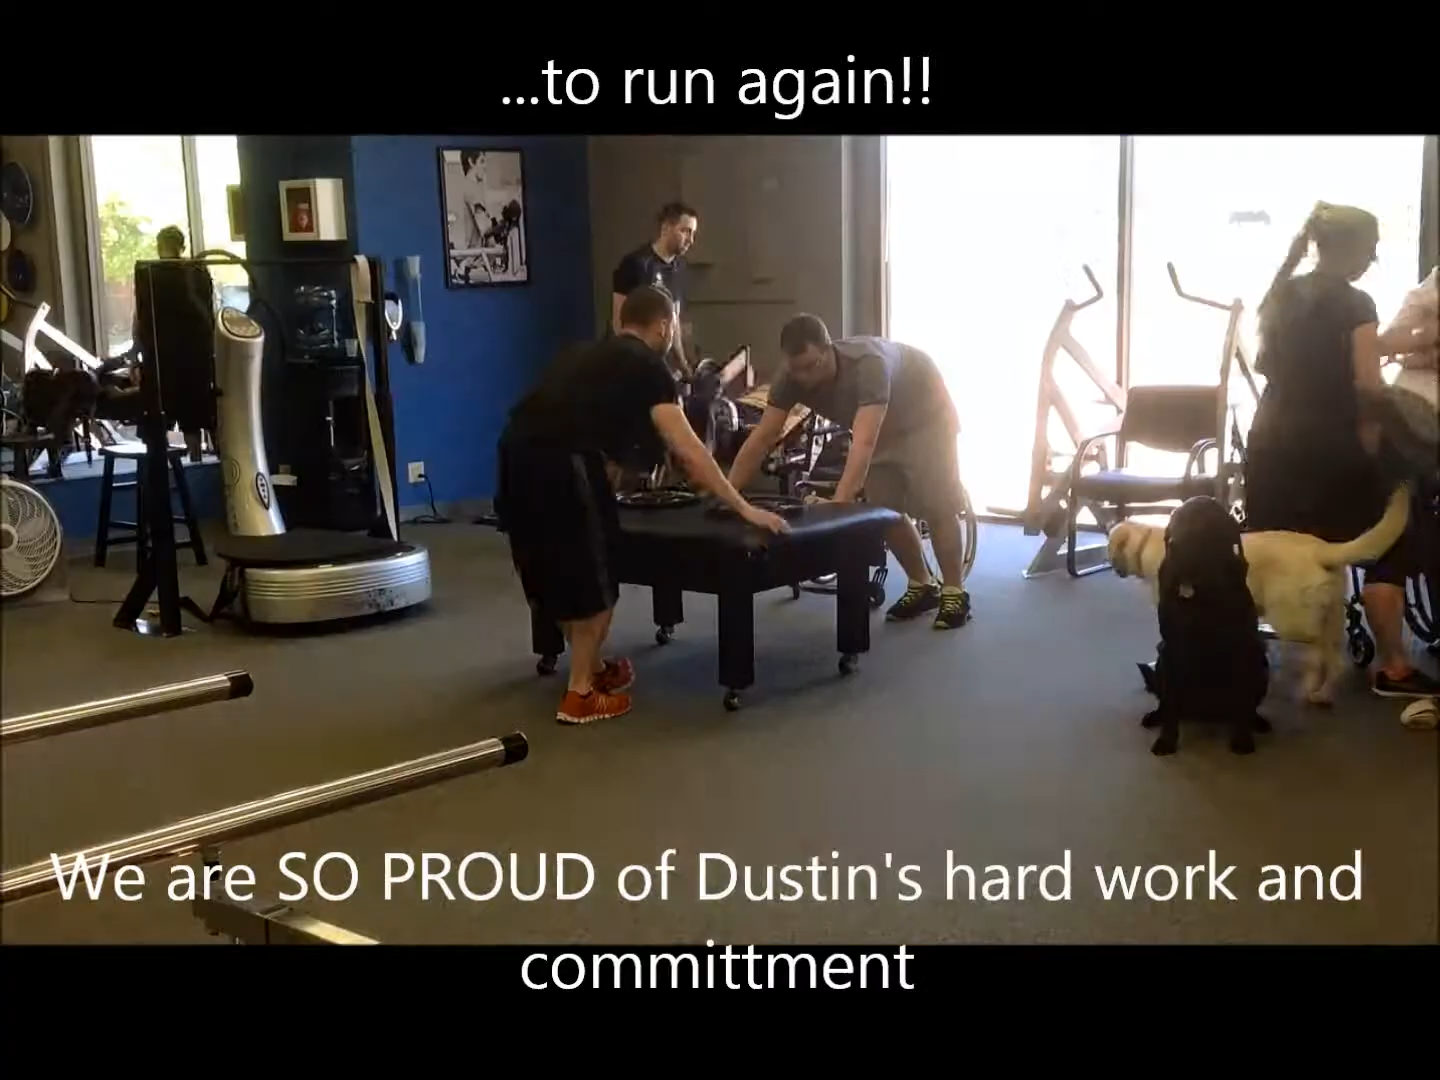 ...to run again!!
We are SO PROUD of Dustin's hard work and
committment